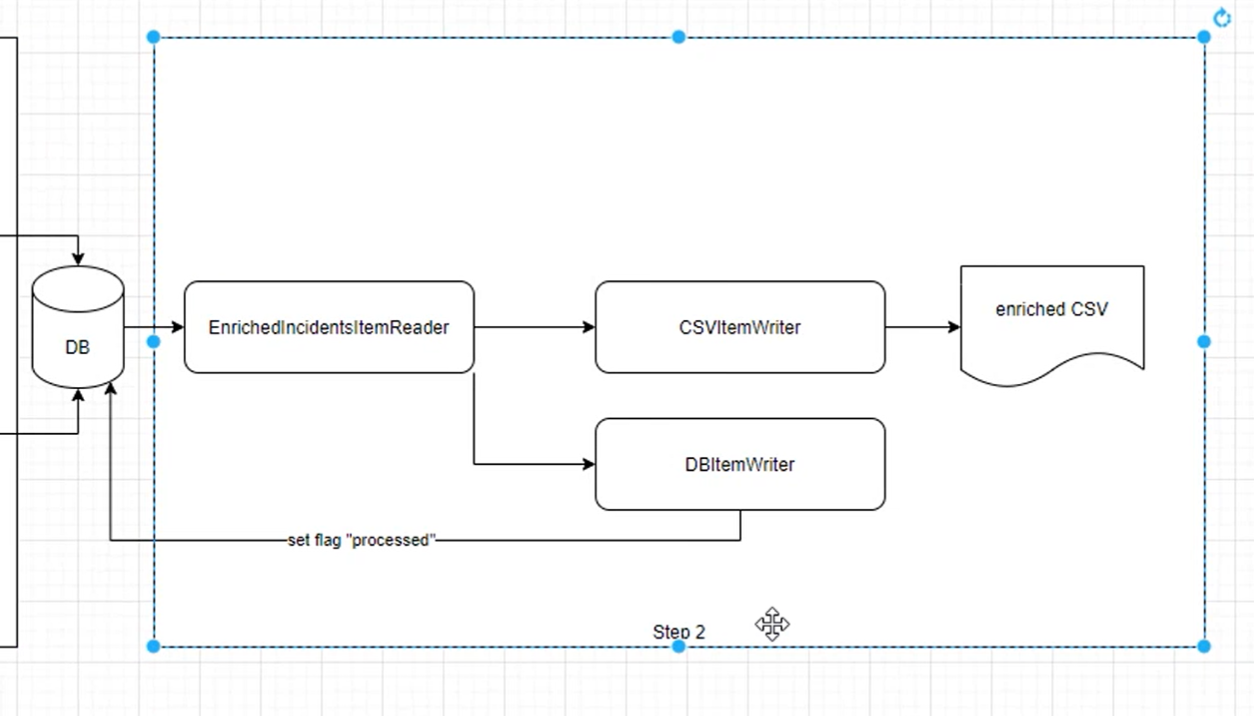 DB
EnrichedIncidentsItemReader
CSVItemWriter
enriched CSV
DBItemWriter
set flag "processed"
Step 2